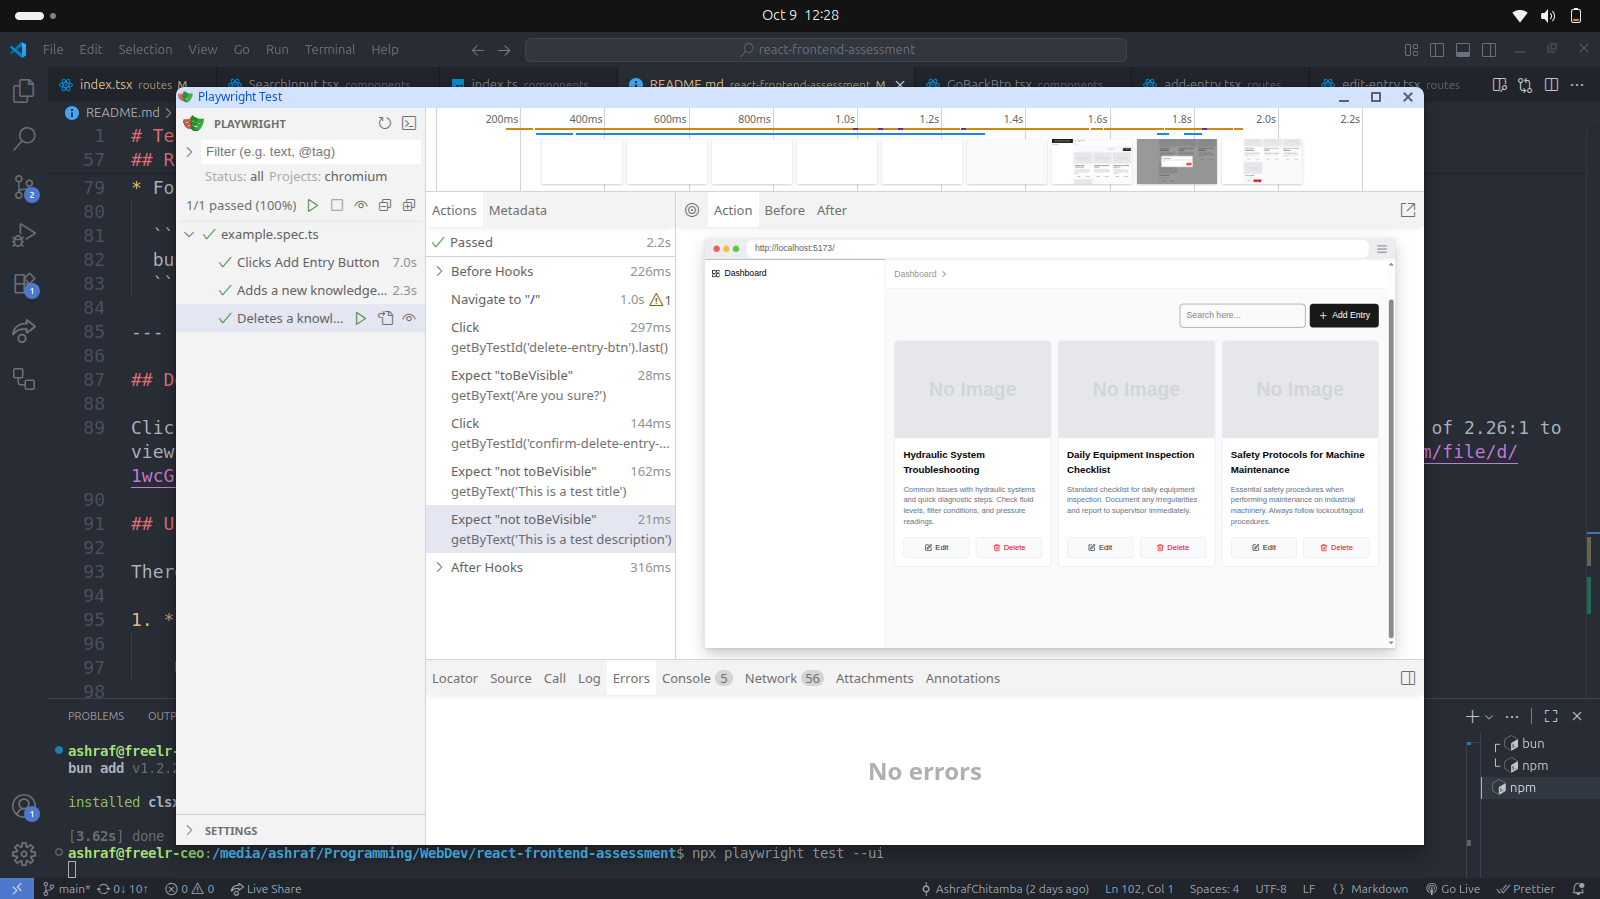 Oct 9 12:28
File Edit Selection View Go Run Terminal Help
react-frontend-assessment
index.tsx routes M
SearchInput.tsx components
index.ts components
README.md react-frontend-assessment M
GoBackBtn.tsx components
add-entry.tsx routes
edit-entry.tsx routes
README.md
1 # Te
57 ## R
79 * Fo
80
81 ``
82 bu
83 ``
84
85 ---
86
87 ## D
88
89 Clic
of 2.26:1 to
view
m/file/d/
1wcG
90
91 ## U
92
93 Ther
94
95 1. *
96
97
98
Playwright Test
PLAYWRIGHT
Filter (e.g. text, @tag)
Status: all Projects: chromium
1/1 passed (100%)
example.spec.ts
Clicks Add Entry Button 7.0s
Adds a new knowledge... 2.3s
Deletes a knowl...
SETTINGS
200ms 400ms 600ms 800ms 1.0s 1.2s 1.4s 1.6s 1.8s 2.0s 2.2s
Actions Metadata
Passed 2.2s
Before Hooks 226ms
Navigate to "/" 1.0s 1
Click 297ms
getByTestId('delete-entry-btn').last()
Expect "toBeVisible" 28ms
getByText('Are you sure?')
Click 144ms
getByTestId('confirm-delete-entry-...
Expect "not toBeVisible" 162ms
getByText('This is a test title')
Expect "not toBeVisible" 21ms
getByText('This is a test description')
After Hooks 316ms
Action Before After
http://localhost:5173/
Dashboard
Dashboard
Search here...
Add Entry
No Image
Hydraulic System
Troubleshooting
Common issues with hydraulic systems
and quick diagnostic steps. Check fluid
levels, filter conditions, and pressure
readings.
Edit Delete
No Image
Daily Equipment Inspection
Checklist
Standard checklist for daily equipment
inspection. Document any irregularities
and report to supervisor immediately.
Edit Delete
No Image
Safety Protocols for Machine
Maintenance
Essential safety procedures when
performing maintenance on industrial
machinery. Always follow lockout/tagout
procedures.
Edit Delete
Locator Source Call Log Errors Console 5 Network 56 Attachments Annotations
No errors
PROBLEMS OUTP
ashraf@freelr-
bun add v1.2.2
installed clsx
[3.62s] done
ashraf@freelr-ceo:/media/ashraf/Programming/WebDev/react-frontend-assessment$ npx playwright test --ui
bun
npm
npm
2
1
1
main* 0↓ 10↑ 0 0 Live Share
AshrafChitamba (2 days ago) Ln 102, Col 1 Spaces: 4 UTF-8 LF {} Markdown Go Live Prettier